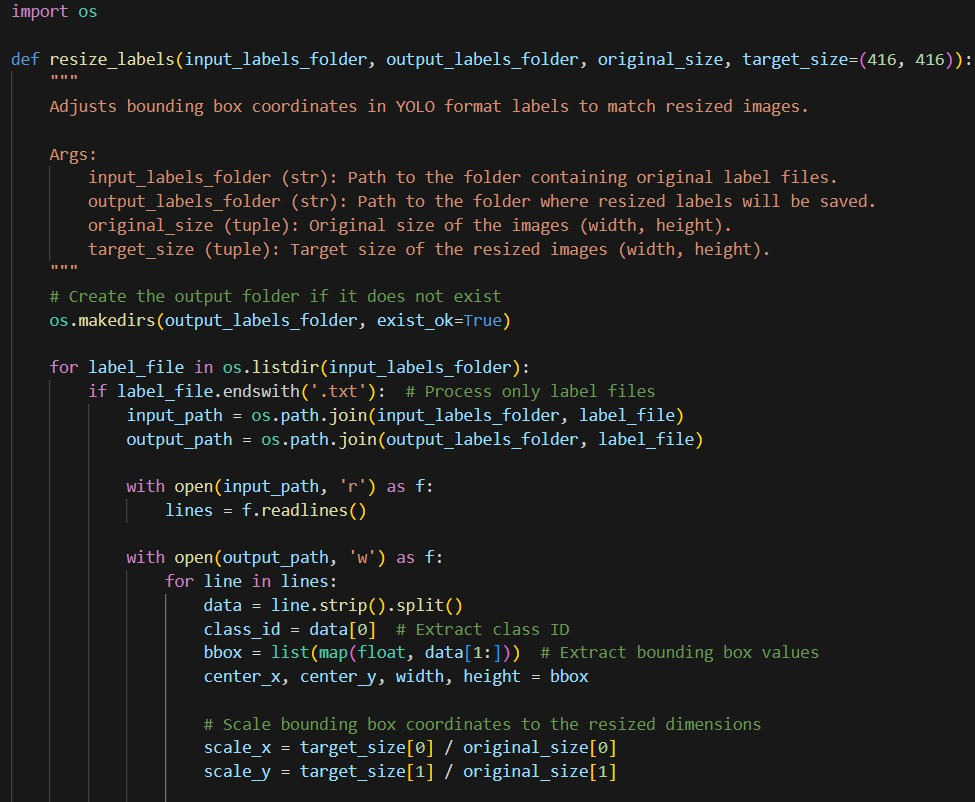 import os
def resize_labels(input_labels_folder, output_labels_folder, original_size, target_size=(416, 416)):
    """
    Adjusts bounding box coordinates in YOLO format labels to match resized images.
    Args:
        input_labels_folder (str): Path to the folder containing original label files.
        output_labels_folder (str): Path to the folder where resized labels will be saved.
        original_size (tuple): Original size of the images (width, height).
        target_size (tuple): Target size of the resized images (width, height).
    """
    # Create the output folder if it does not exist
    os.makedirs(output_labels_folder, exist_ok=True)
    for label_file in os.listdir(input_labels_folder):
        if label_file.endswith('.txt'):  # Process only label files
            input_path = os.path.join(input_labels_folder, label_file)
            output_path = os.path.join(output_labels_folder, label_file)
            with open(input_path, 'r') as f:
                lines = f.readlines()
            with open(output_path, 'w') as f:
                for line in lines:
                    data = line.strip().split()
                    class_id = data[0]  # Extract class ID
                    bbox = list(map(float, data[1:]))  # Extract bounding box values
                    center_x, center_y, width, height = bbox
                    # Scale bounding box coordinates to the resized dimensions
                    scale_x = target_size[0] / original_size[0]
                    scale_y = target_size[1] / original_size[1]